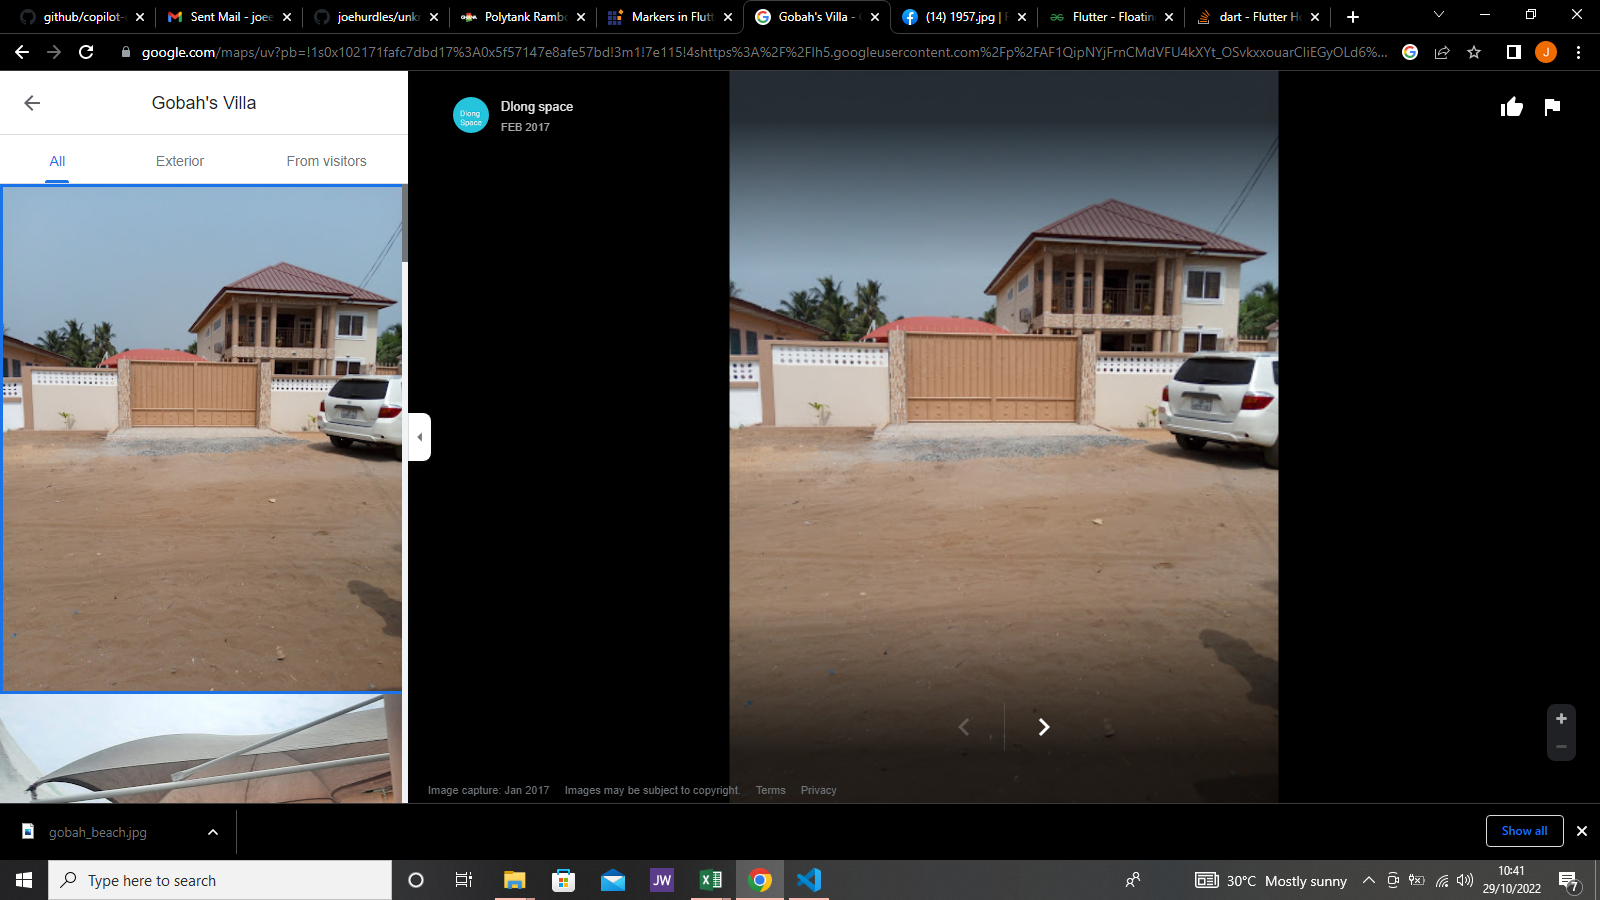 github/copilot-
Sent Mail - joee
joehurdles/unk
Polytank Rambo
Markers in Flutt
Gobah's Villa -
(14) 1957.jpg |
Flutter - Floatin
dart - Flutter H
google.com/maps/uv?pb=!1s0x102171fafc7dbd17%3A0x5f57147e8afe57bd!3m1!7e115!4shttps%3A%2F%2Flh5.googleusercontent.com%2Fp%2FAF1QipNYjFrnCMdVFU4kXYt_OSvkxxouarCIiEGyOLd6%...
J
Gobah's Villa
All
Exterior
From visitors
Dlong
Space
Dlong space
FEB 2017
Image capture: Jan 2017
Images may be subject to copyright.
Terms
Privacy
gobah_beach.jpg
Show all
Type here to search
JW
30°C Mostly sunny
10:41
29/10/2022
7